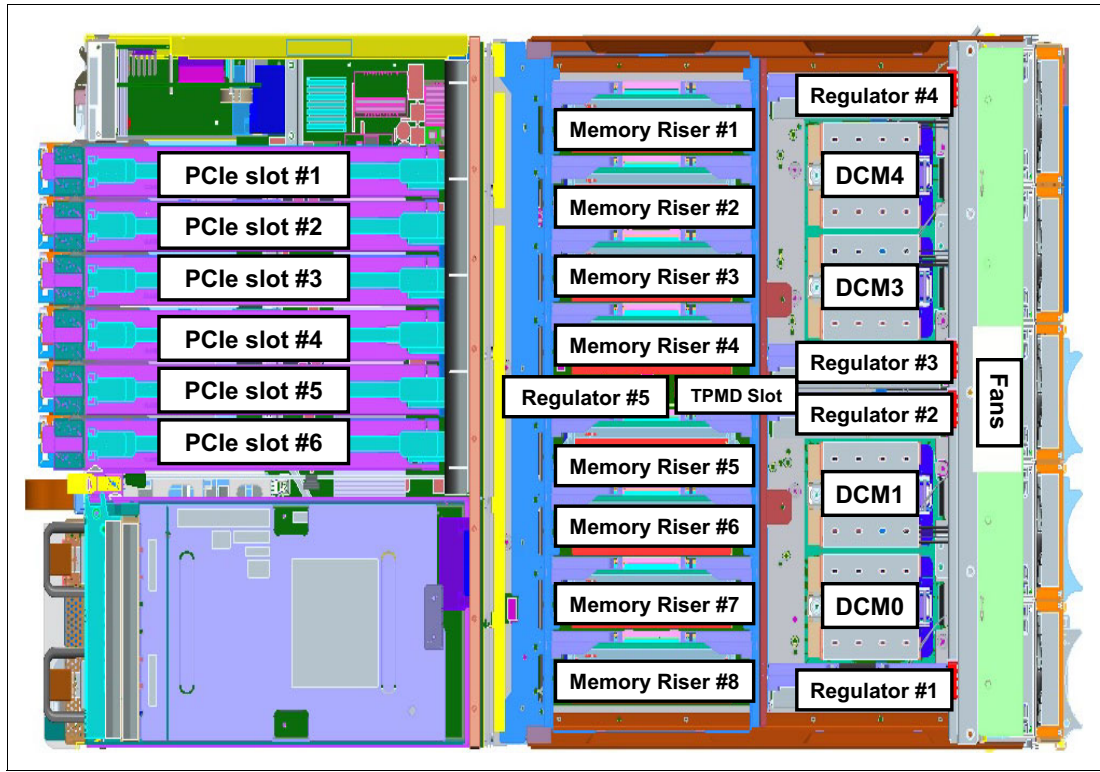 PCIe slot #1
PCIe slot #2
PCIe slot #3
PCIe slot #4
PCIe slot #5
PCIe slot #6
Memory Riser #1
Memory Riser #2
Memory Riser #3
Memory Riser #4
Regulator #5
TPMD Slot
Memory Riser #5
Memory Riser #6
Memory Riser #7
Memory Riser #8
Regulator #4
DCM4
DCM3
Regulator #3
Regulator #2
DCM1
DCM0
Regulator #1
Fans